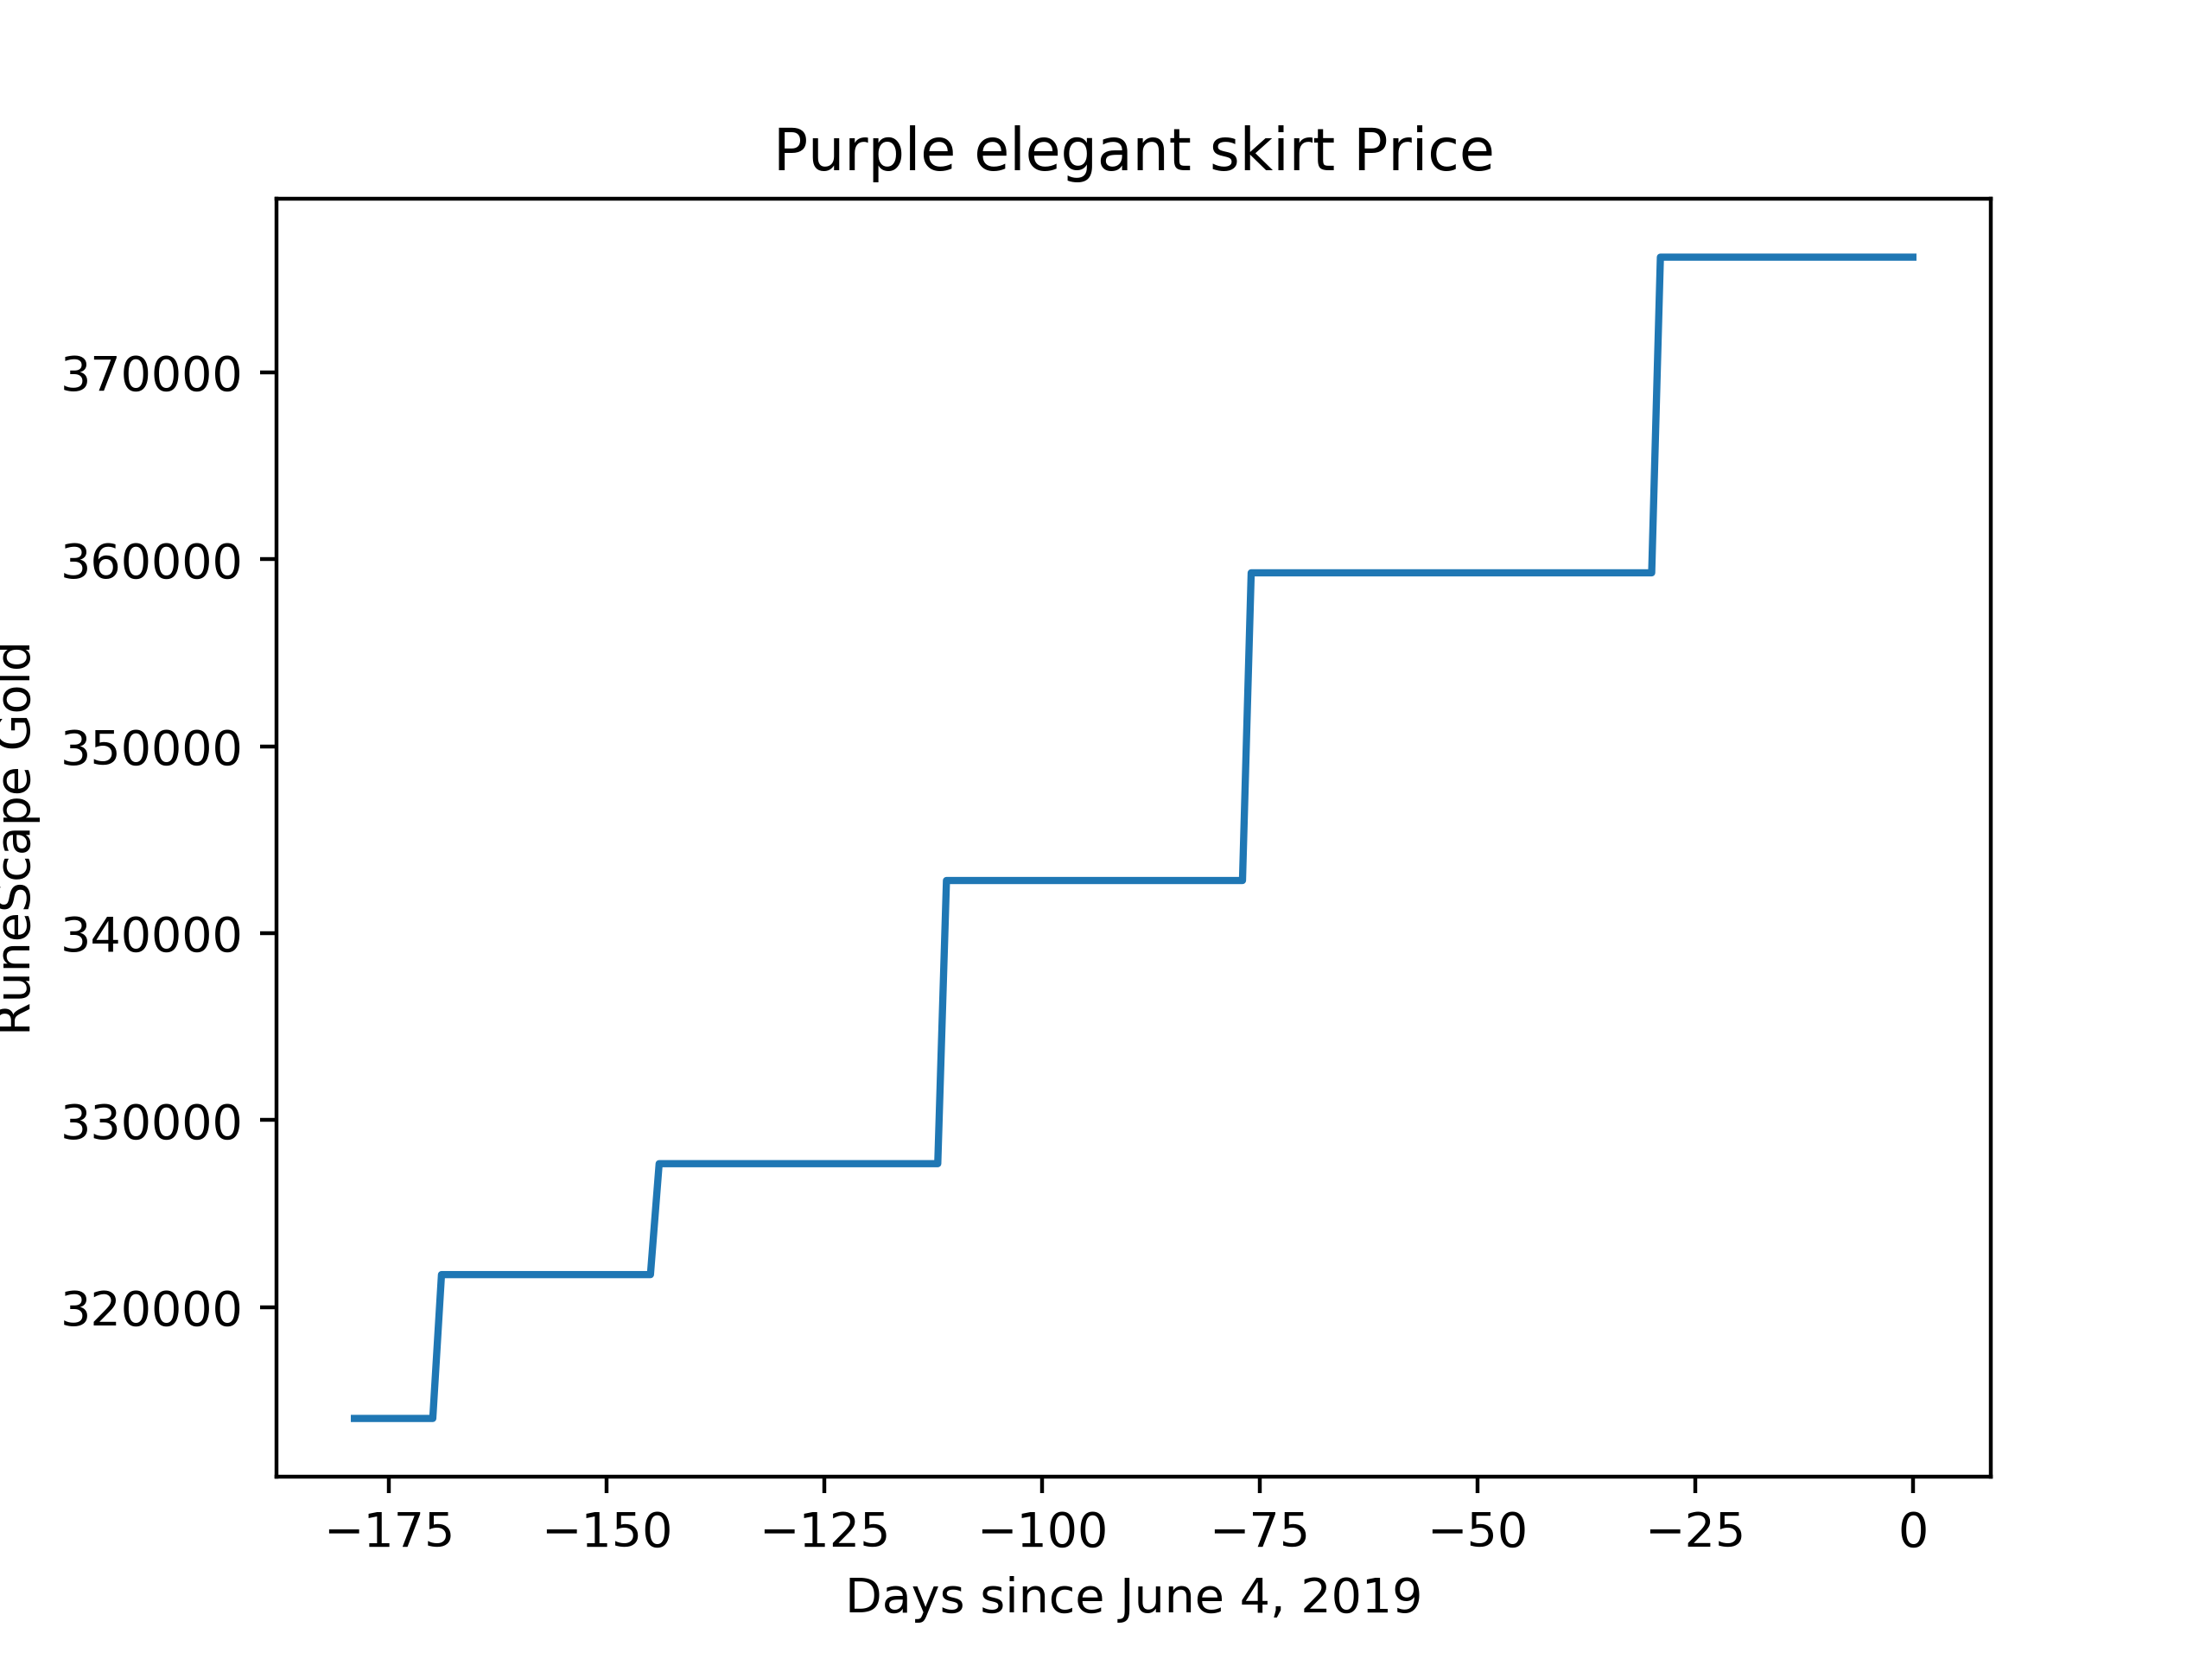 Purple elegant skirt Price
RuneScape Gold
370000
360000
350000
340000
330000
320000
−175 −150 −125 −100 −75 −50 −25 0
Days since June 4, 2019